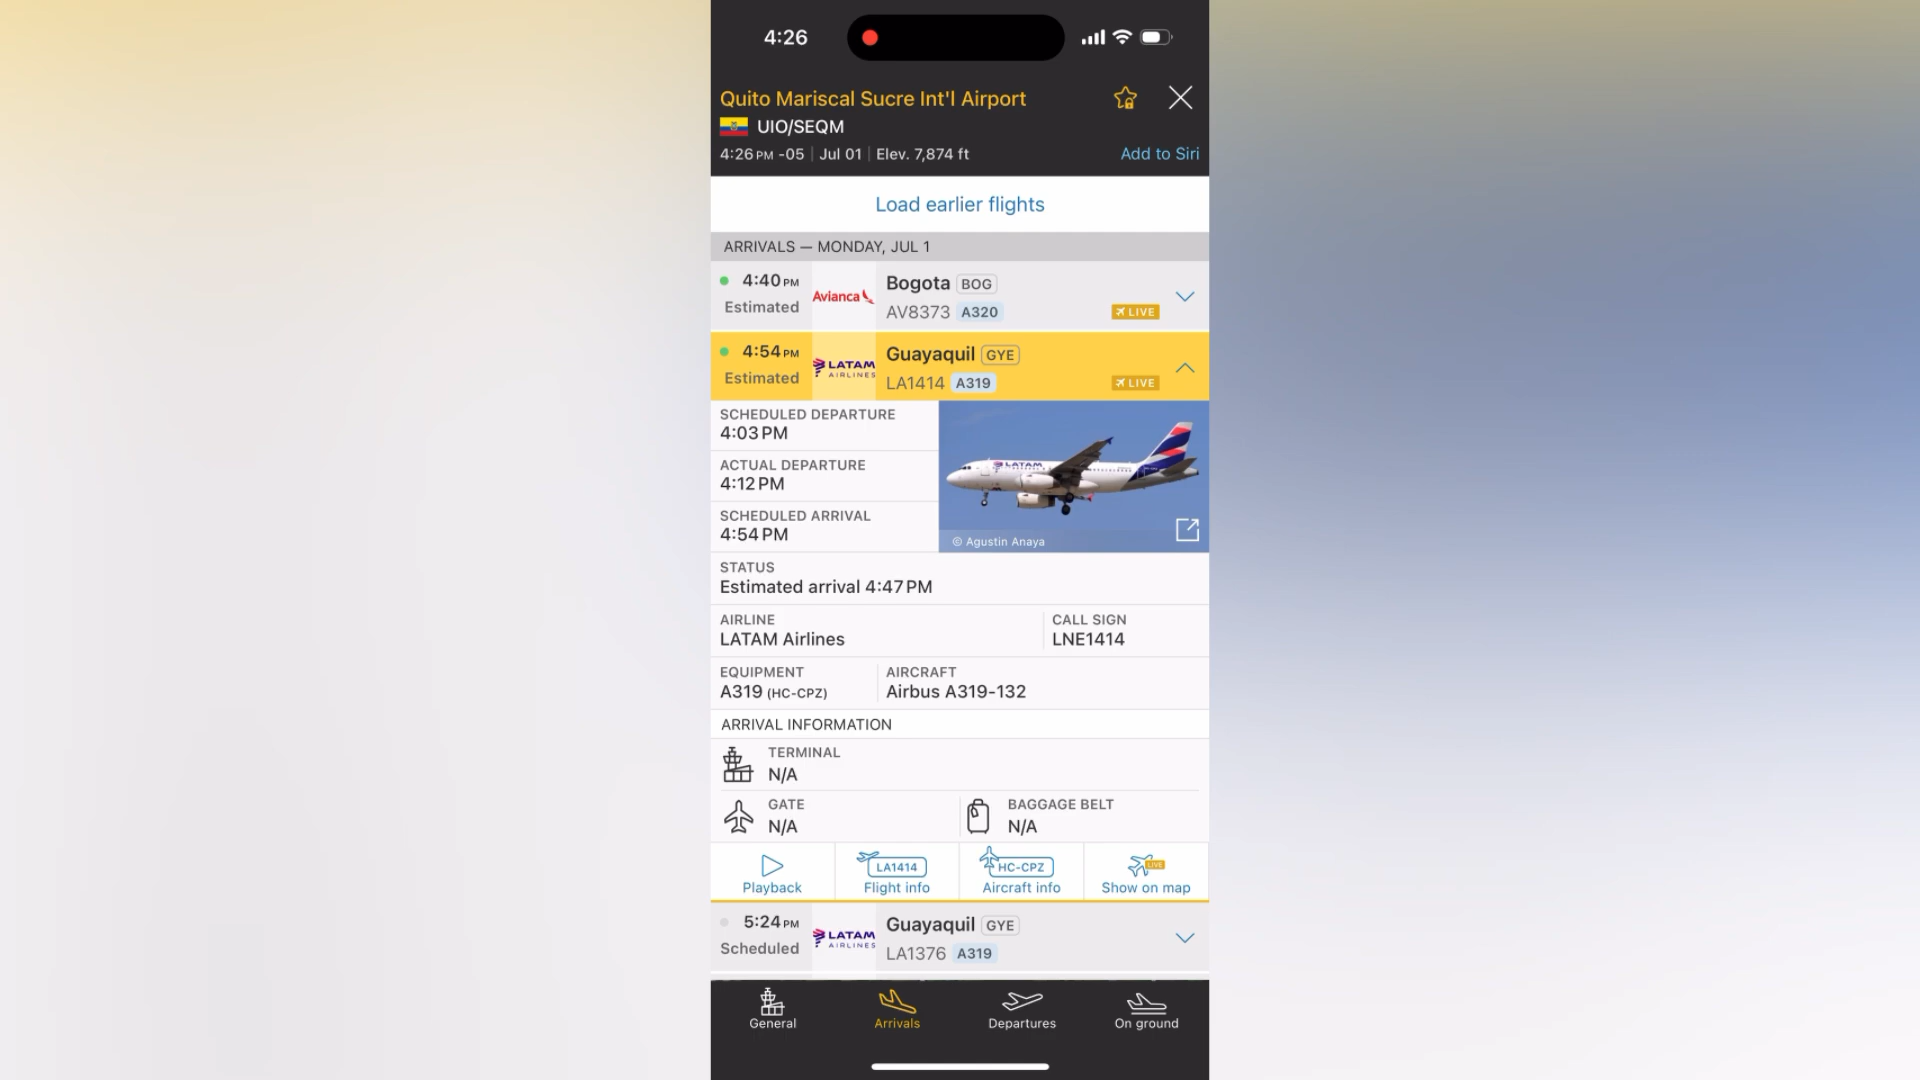 4:26
Quito Mariscal Sucre Int'l Airport
UIO/SEQM
4:26 PM -05 | Jul 01 | Elev. 7,874 ft
Add to Siri
Load earlier flights
ARRIVALS — MONDAY, JUL 1
4:40 PM
Estimated
Avianca
Bogota BOG
AV8373 A320
LIVE
4:54 PM
Estimated
LATAM
AIRLINES
Guayaquil GYE
LA1414 A319
LIVE
SCHEDULED DEPARTURE
4:03 PM
ACTUAL DEPARTURE
4:12 PM
SCHEDULED ARRIVAL
4:54 PM
LATAM
© Agustin Anaya
STATUS
Estimated arrival 4:47 PM
AIRLINE
LATAM Airlines
CALL SIGN
LNE1414
EQUIPMENT
A319 (HC-CPZ)
AIRCRAFT
Airbus A319-132
ARRIVAL INFORMATION
TERMINAL
N/A
GATE
N/A
BAGGAGE BELT
N/A
Playback
LA1414
Flight info
HC-CPZ
Aircraft info
LIVE
Show on map
5:24 PM
Scheduled
LATAM
AIRLINES
Guayaquil GYE
LA1376 A319
General
Arrivals
Departures
On ground